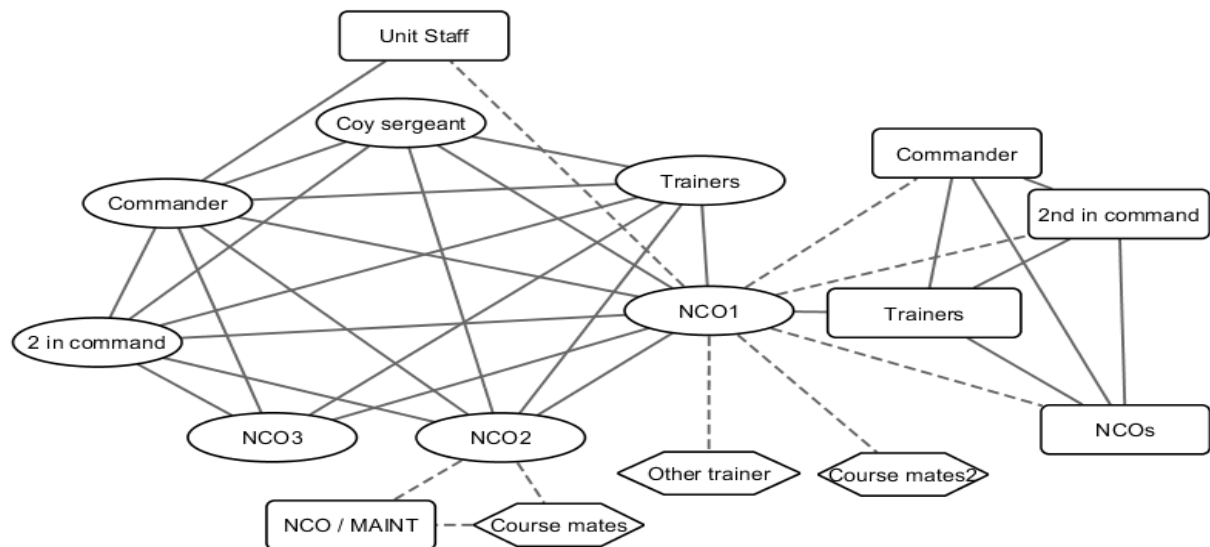 Unit Staff
Coy sergeant
Commander
Trainers
Commander
2nd in command
2 in command
NCO1
Trainers
NCO3
NCO2
NCOs
Other trainer
Course mates2
NCO / MAINT
Course mates